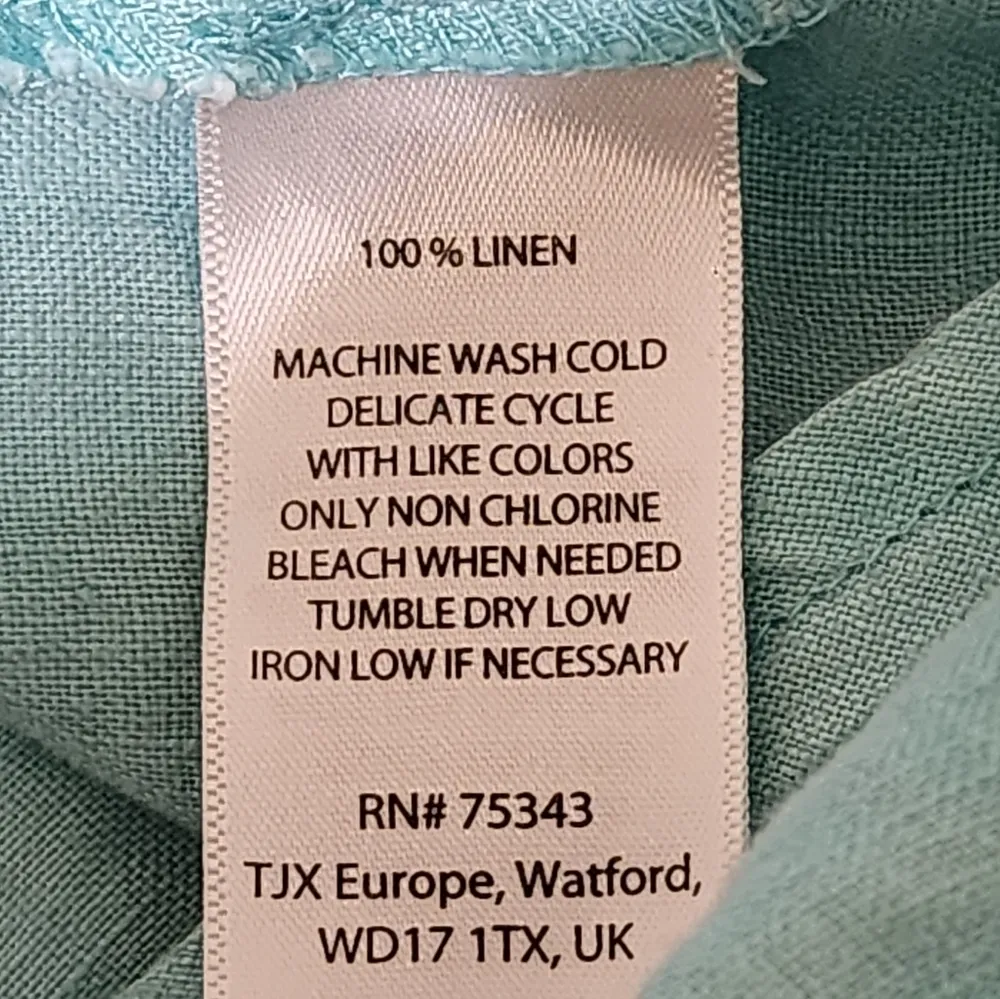 100 % LINEN
MACHINE WASH COLD
DELICATE CYCLE
WITH LIKE COLORS
ONLY NON CHLORINE
BLEACH WHEN NEEDED
TUMBLE DRY LOW
IRON LOW IF NECESSARY
RN# 75343
TJX Europe, Watford,
WD17 1TX, UK